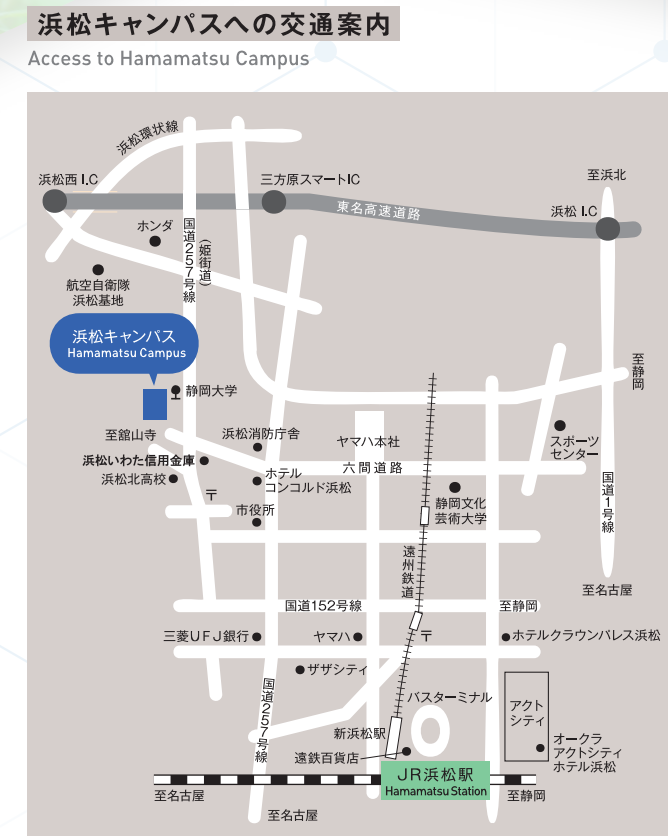 浜松キャンパスへの交通案内
Access to Hamamatsu Campus
浜松環状線
浜松西 I.C
三方原スマートIC
至浜北
東名高速道路
浜松 I.C
ホンダ
国道257号線
（姫街道）
航空自衛隊
浜松基地
浜松キャンパス
Hamamatsu Campus
至静岡
静岡大学
至舘山寺
浜松消防庁舎
ヤマハ本社
スポーツ
センター
浜松いわた信用金庫
六間道路
浜松北高校
ホテル
コンコルド浜松
国道1号線
〒
静岡文化
芸術大学
市役所
遠州鉄道
至名古屋
国道152号線
至静岡
三菱UFJ銀行
ヤマハ
〒
ホテルクラウンパレス浜松
ザザシティ
国道257号線
バスターミナル
アクト
シティ
新浜松駅
オークラ
アクトシティ
ホテル浜松
遠鉄百貨店
JR浜松駅
Hamamatsu Station
至名古屋
至静岡
至名古屋